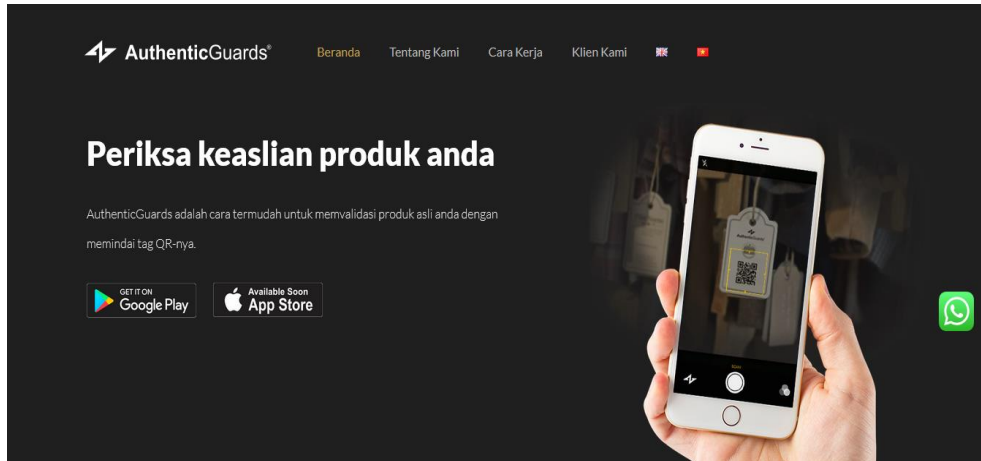 AuthenticGuards®
Beranda Tentang Kami Cara Kerja Klien Kami
Periksa keaslian produk anda
AuthenticGuards adalah cara termudah untuk memvalidasi produk asli anda dengan
memindai tag QR-nya.
GET IT ON
Google Play
Available Soon
App Store
AuthenticGuards